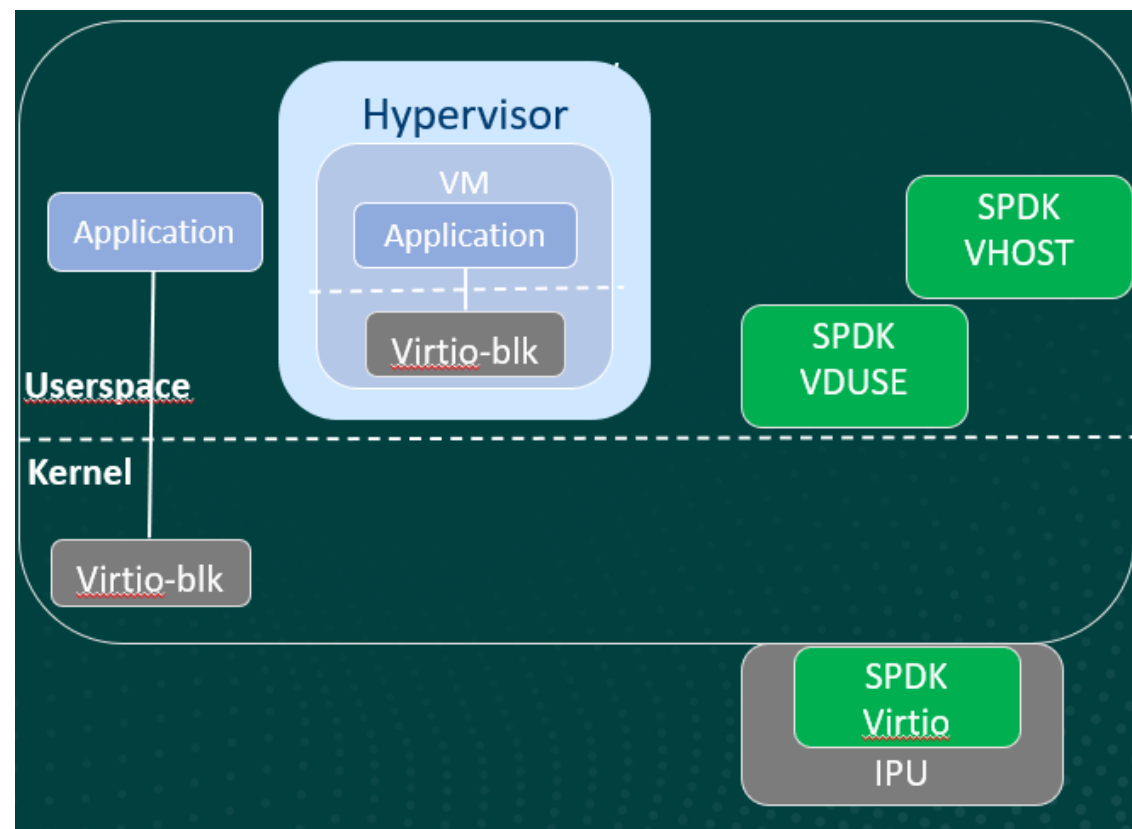 Hypervisor
VM
Application
Application
Virtio-blk
SPDK
VHOST
SPDK
VDUSE
Userspace
Kernel
Virtio-blk
SPDK
Virtio
IPU